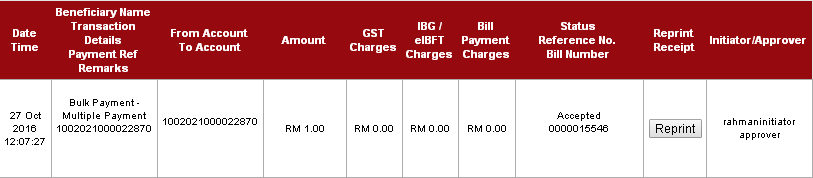 Date
Time
Beneficiary Name
Transaction
Details
Payment Ref
Remarks
From Account
To Account
Amount
GST
Charges
IBG /
eIBFT
Charges
Bill
Payment
Charges
Status
Reference No.
Bill Number
Reprint
Receipt
Initiator/Approver
27 Oct
2016
12:07:27
Bulk Payment -
Multiple Payment
1002021000022870
1002021000022870
RM 1.00
RM 0.00
RM 0.00
RM 0.00
Accepted
0000015546
Reprint
rahmaninitiator
approver